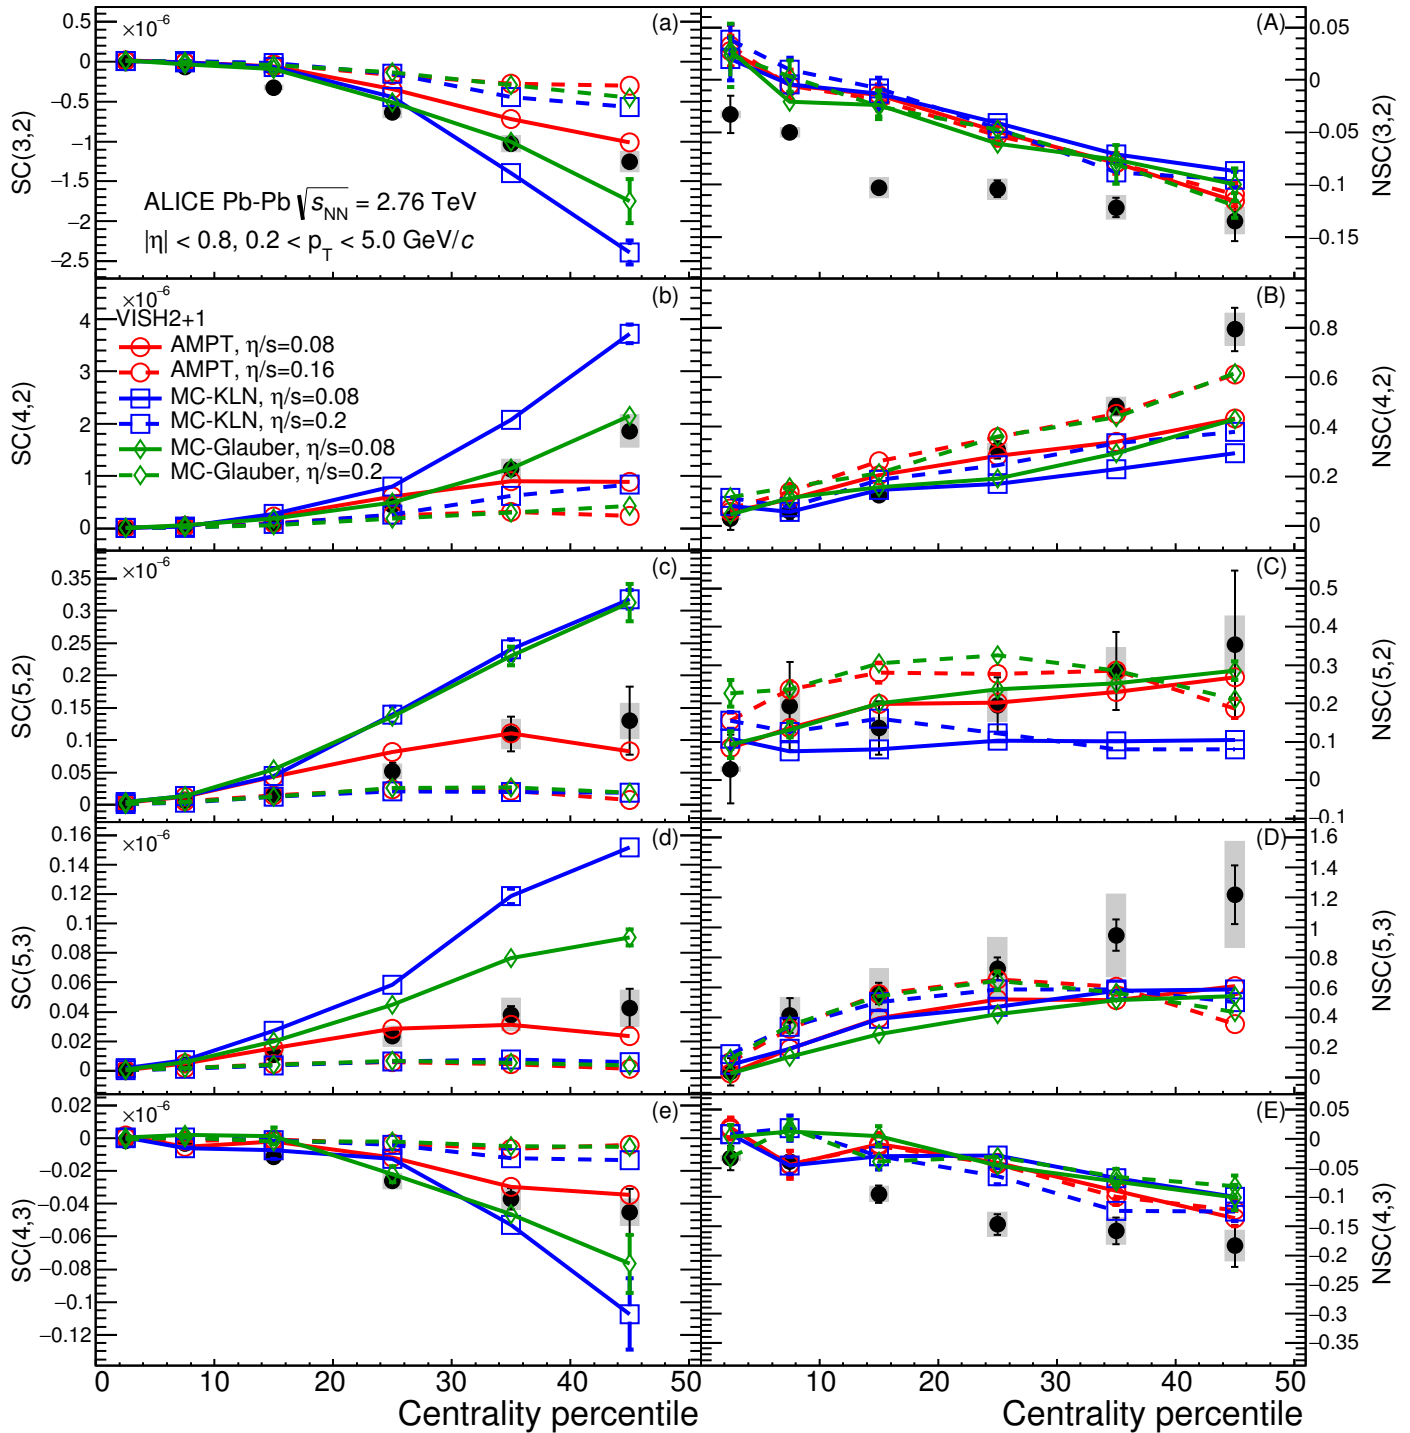 ×10⁻⁶
(a)
SC(3,2)
0.5
0
−0.5
−1
−1.5
−2
−2.5
ALICE Pb-Pb √s_NN = 2.76 TeV
|η| < 0.8, 0.2 < p_T < 5.0 GeV/c
(A)
NSC(3,2)
0.05
0
−0.05
−0.1
−0.15
×10⁻⁶
(b)
SC(4,2)
4
3
2
1
0
VISH2+1
AMPT, η/s=0.08
AMPT, η/s=0.16
MC-KLN, η/s=0.08
MC-KLN, η/s=0.2
MC-Glauber, η/s=0.08
MC-Glauber, η/s=0.2
(B)
NSC(4,2)
0.8
0.6
0.4
0.2
0
×10⁻⁶
(c)
SC(5,2)
0.35
0.3
0.25
0.2
0.15
0.1
0.05
0
(C)
NSC(5,2)
0.5
0.4
0.3
0.2
0.1
0
−0.1
×10⁻⁶
(d)
SC(5,3)
0.16
0.14
0.12
0.1
0.08
0.06
0.04
0.02
0
(D)
NSC(5,3)
1.6
1.4
1.2
1
0.8
0.6
0.4
0.2
0
×10⁻⁶
(e)
SC(4,3)
0.02
0
−0.02
−0.04
−0.06
−0.08
−0.1
−0.12
(E)
NSC(4,3)
0.05
0
−0.05
−0.1
−0.15
−0.2
−0.25
−0.3
−0.35
0 10 20 30 40 50
Centrality percentile
10 20 30 40 50
Centrality percentile